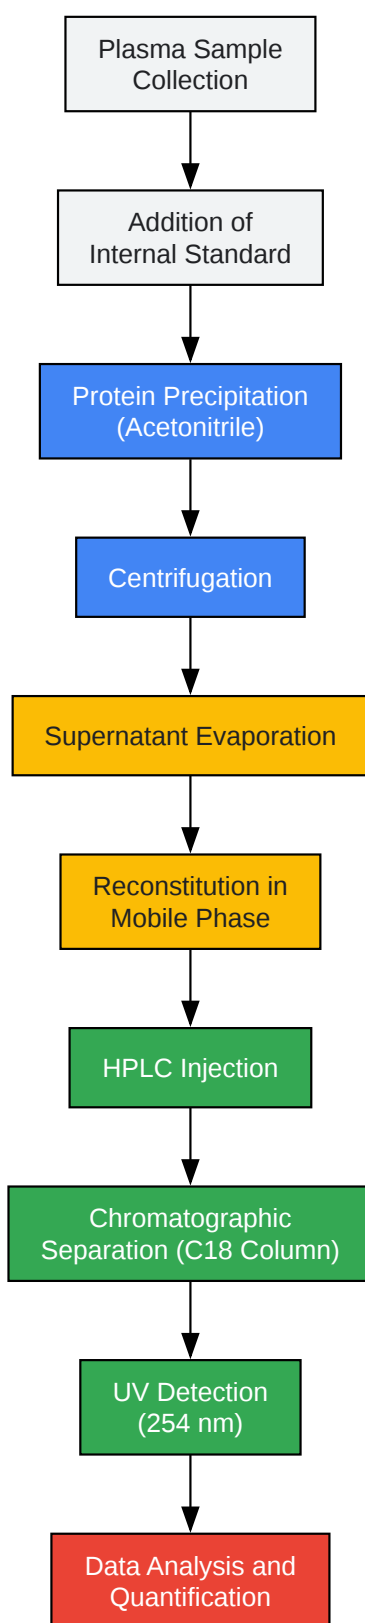 Plasma Sample
Collection
Addition of
Internal Standard
Protein Precipitation
(Acetonitrile)
Centrifugation
Supernatant Evaporation
Reconstitution in
Mobile Phase
HPLC Injection
Chromatographic
Separation (C18 Column)
UV Detection
(254 nm)
Data Analysis and
Quantification